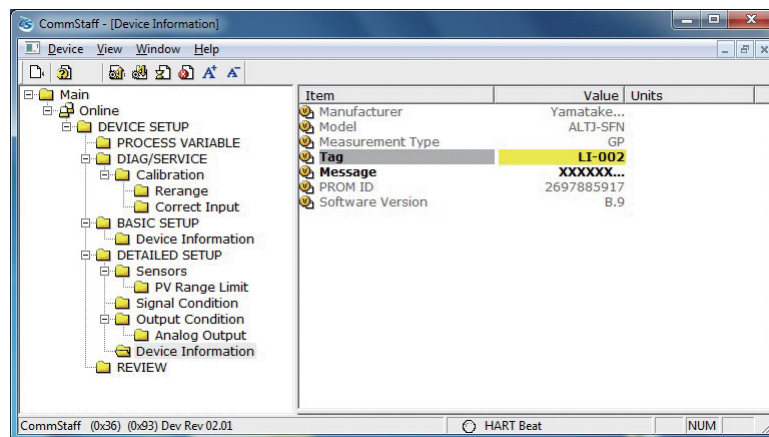 CommStaff - [Device Information]
Device View Window Help
Main
Online
DEVICE SETUP
PROCESS VARIABLE
DIAG/SERVICE
Calibration
Rerange
Correct Input
BASIC SETUP
Device Information
DETAILED SETUP
Sensors
PV Range Limit
Signal Condition
Output Condition
Analog Output
Device Information
REVIEW
Item Value Units
Manufacturer Yamatake...
Model ALTJ-SFN
Measurement Type GP
Tag LI-002
Message XXXXXX...
PROM ID 2697885917
Software Version B.9
CommStaff (0x36) (0x93) Dev Rev 02.01 HART Beat NUM